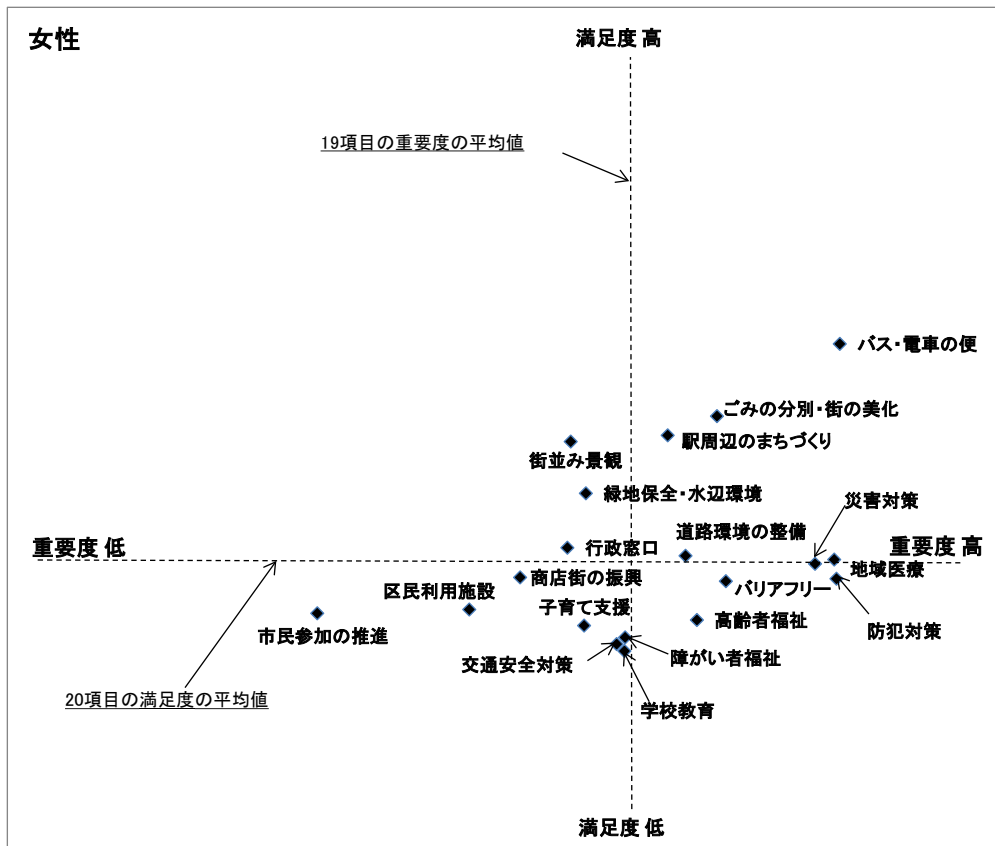 女性
満足度 高
19項目の重要度の平均値
バス・電車の便
ごみの分別・街の美化
駅周辺のまちづくり
街並み景観
緑地保全・水辺環境
災害対策
道路環境の整備
重要度 低
行政窓口
重要度 高
地域医療
商店街の振興
バリアフリー
区民利用施設
子育て支援
高齢者福祉
防犯対策
市民参加の推進
交通安全対策
障がい者福祉
20項目の満足度の平均値
学校教育
満足度 低